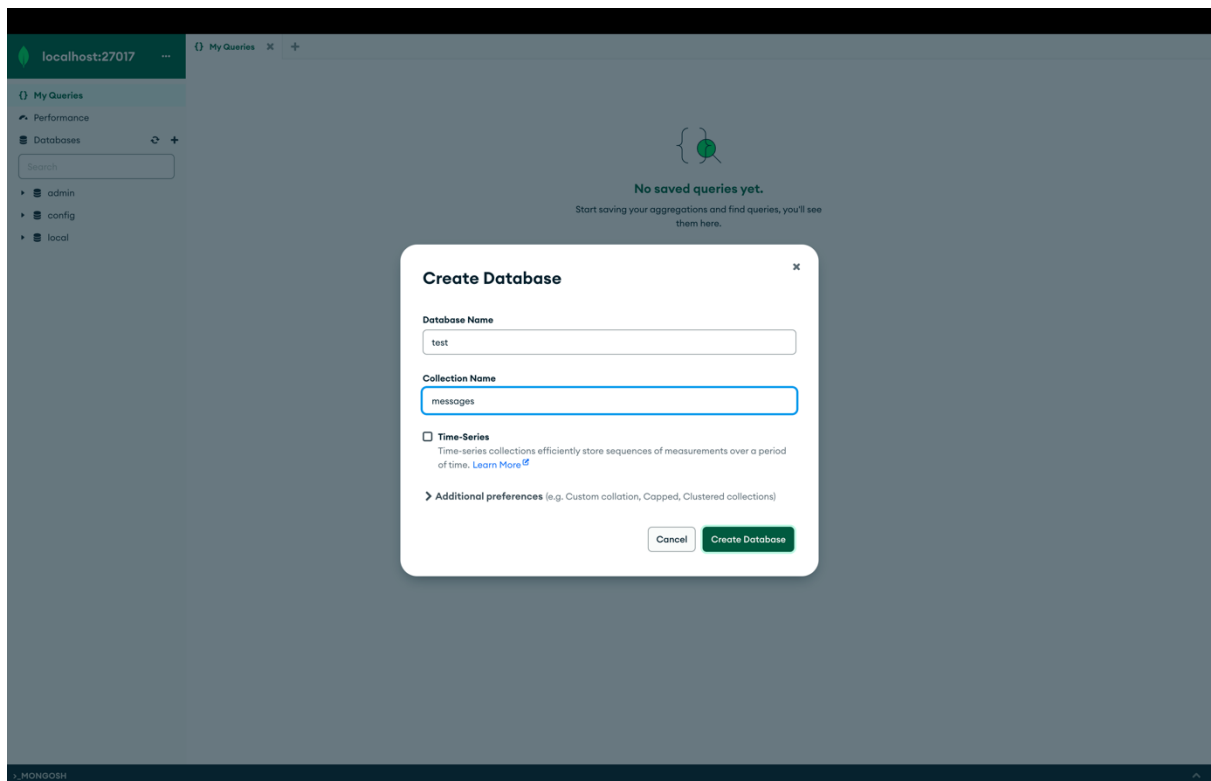 localhost:27017 ...
{} My Queries
+
{} My Queries
Performance
Databases
+
Search
admin
config
local
No saved queries yet.
Start saving your aggregations and find queries, you'll see
them here.
Create Database
Database Name
test
Collection Name
messages
Time-Series
Time-series collections efficiently store sequences of measurements over a period
of time. Learn More
Additional preferences (e.g. Custom collation, Capped, Clustered collections)
Cancel
Create Database
>_MONGOSH